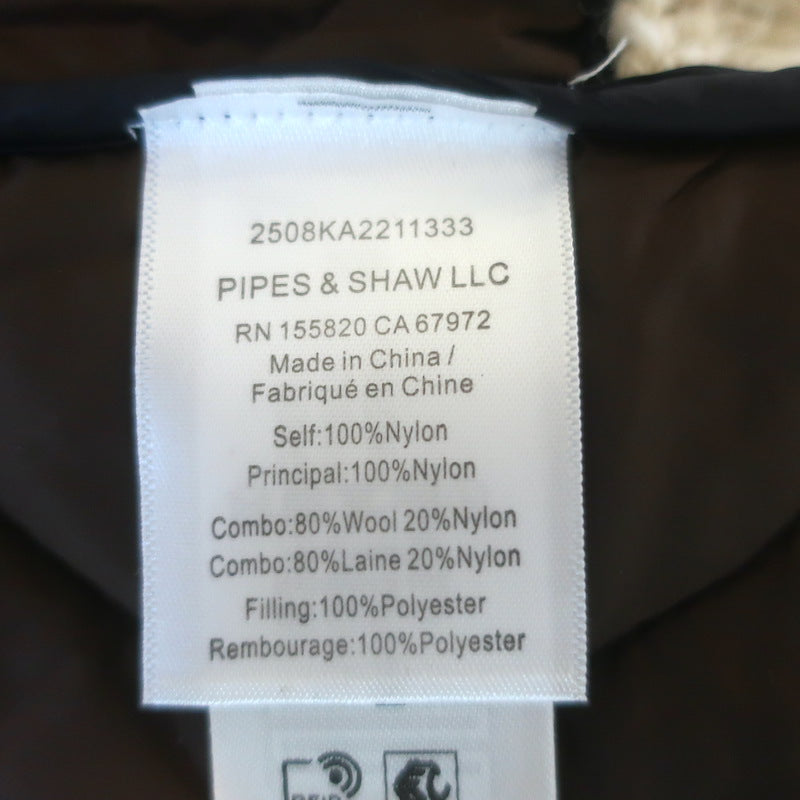 2508KA2211333
PIPES & SHAW LLC
RN 155820 CA 67972
Made in China /
Fabriqué en Chine
Self:100%Nylon
Principal:100%Nylon
Combo:80%Wool 20%Nylon
Combo:80%Laine 20%Nylon
Filling:100%Polyester
Rembourage:100%Polyester